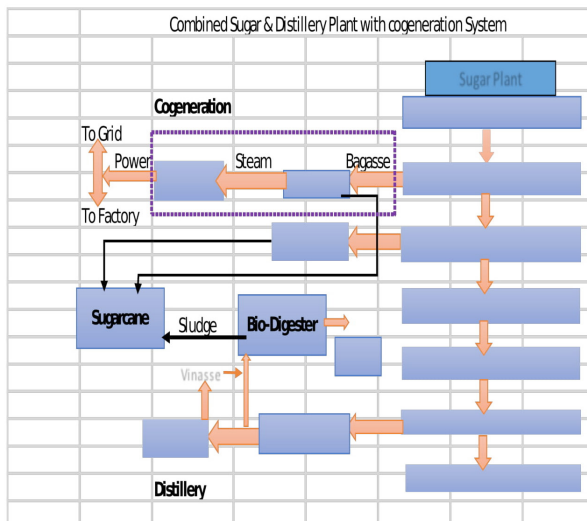 Combined Sugar & Distillery Plant with cogeneration System
Sugar Plant
Cogeneration
To Grid
Power
Steam
Bagasse
To Factory
Sugarcane
Sludge
Bio-Digester
Vinasse
Distillery